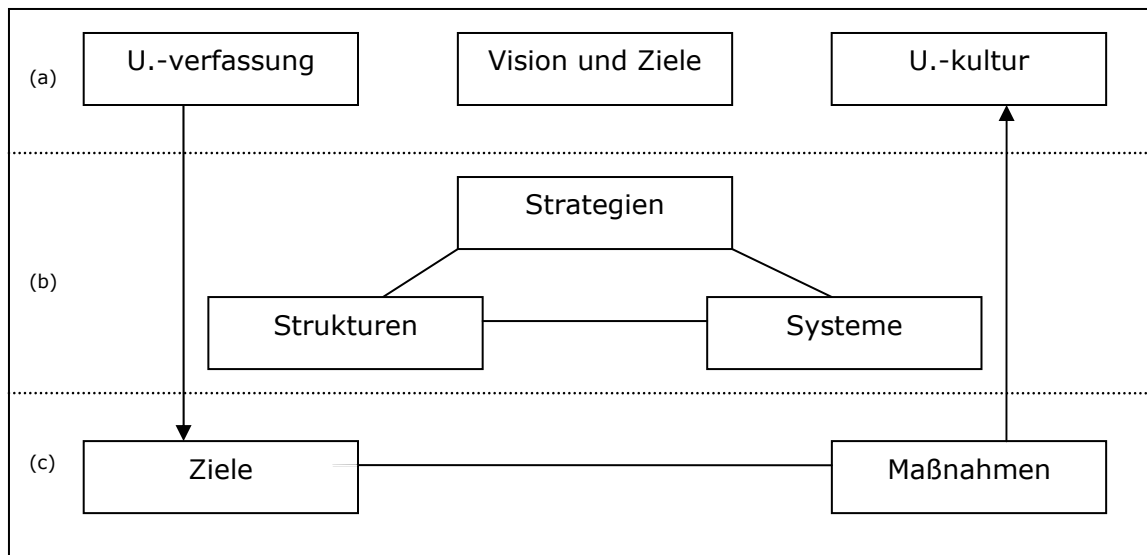 (a)
U.-verfassung
Vision und Ziele
U.-kultur
(b)
Strategien
Strukturen
Systeme
(c)
Ziele
Maßnahmen